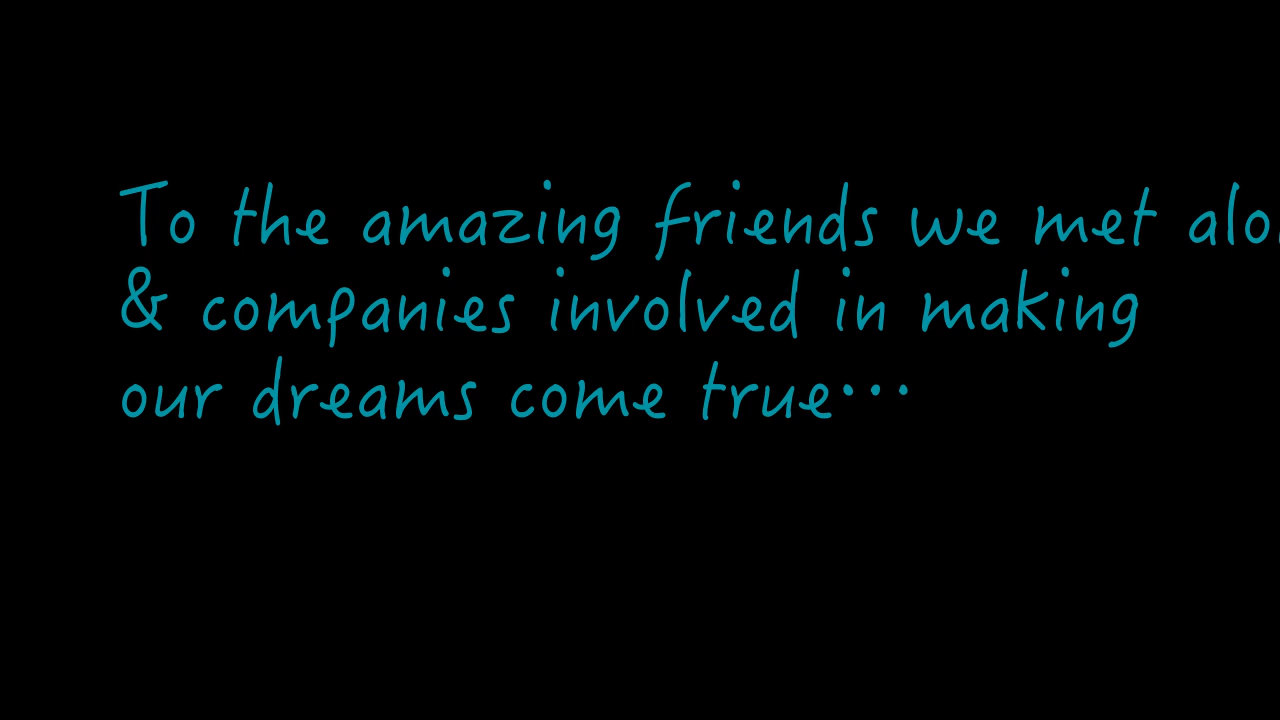 To the amazing friends we met
& companies involved in making
our dreams come true…